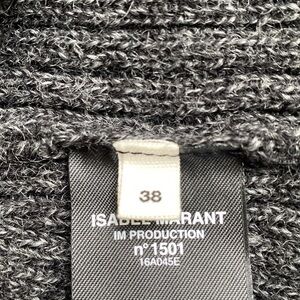 38
ISABEL MARANT
IM PRODUCTION
n° 1501
16A045E